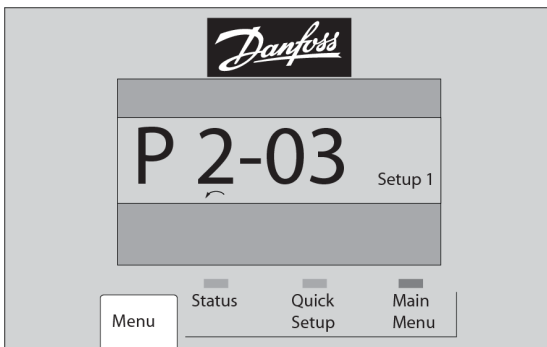 Danfoss
P 2-03
Setup 1
Menu
Status
Quick
Setup
Main
Menu